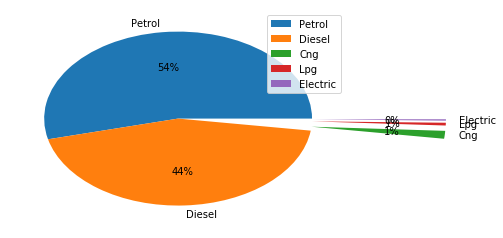 Petrol
54%
Petrol
Diesel
Cng
Lpg
Electric
0%
Electric
Lpg
1%
Cng
44%
Diesel